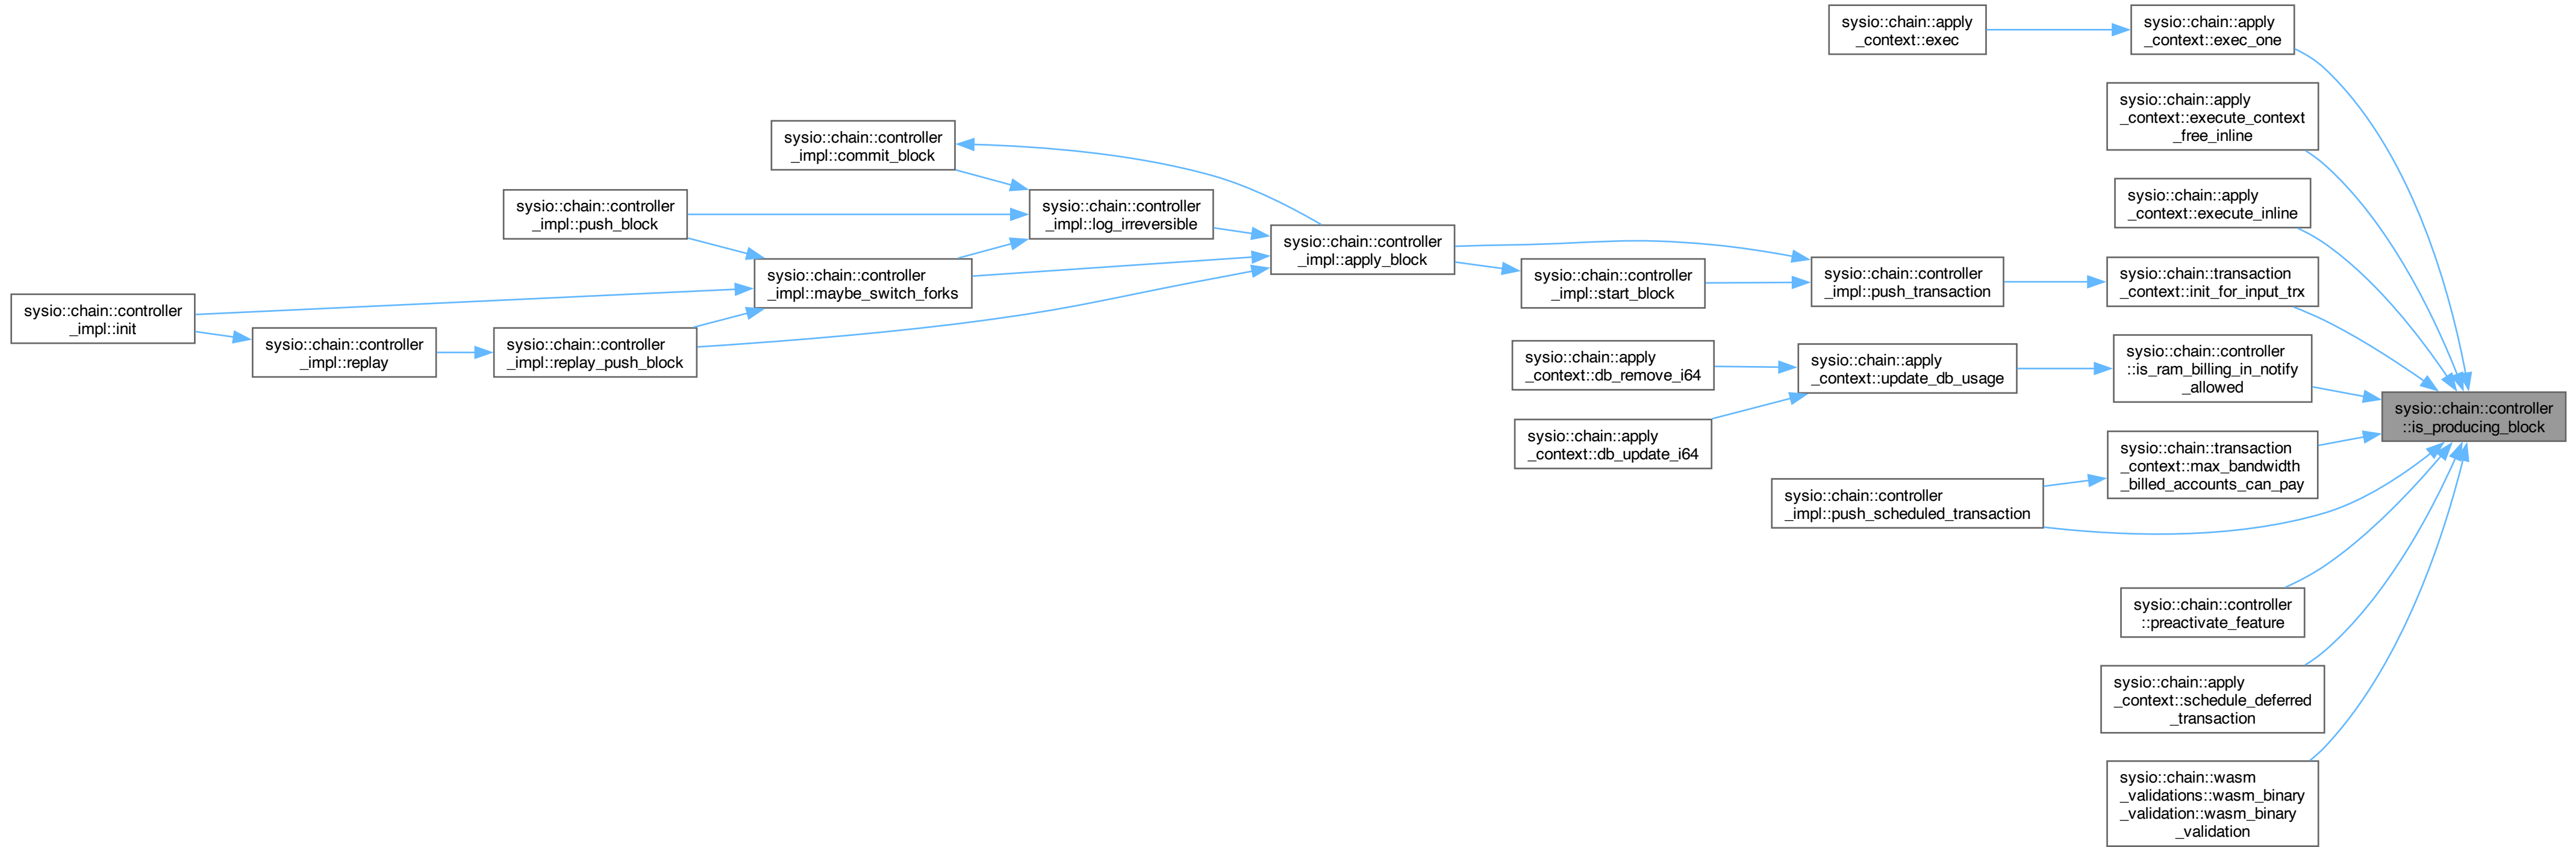 sysio::chain::apply
_context::exec
sysio::chain::apply
_context::exec_one
sysio::chain::apply
_context::execute_context
_free_inline
sysio::chain::controller
_impl::commit_block
sysio::chain::apply
_context::execute_inline
sysio::chain::controller
_impl::push_block
sysio::chain::controller
_impl::log_irreversible
sysio::chain::controller
_impl::apply_block
sysio::chain::controller
_impl::maybe_switch_forks
sysio::chain::controller
_impl::start_block
sysio::chain::controller
_impl::push_transaction
sysio::chain::transaction
_context::init_for_input_trx
sysio::chain::controller
_impl::init
sysio::chain::controller
_impl::replay
sysio::chain::controller
_impl::replay_push_block
sysio::chain::apply
_context::db_remove_i64
sysio::chain::apply
_context::update_db_usage
sysio::chain::controller
::is_ram_billing_in_notify
_allowed
sysio::chain::controller
::is_producing_block
sysio::chain::apply
_context::db_update_i64
sysio::chain::transaction
_context::max_bandwidth
_billed_accounts_can_pay
sysio::chain::controller
_impl::push_scheduled_transaction
sysio::chain::controller
::preactivate_feature
sysio::chain::apply
_context::schedule_deferred
_transaction
sysio::chain::wasm
_validations::wasm_binary
_validation::wasm_binary
_validation